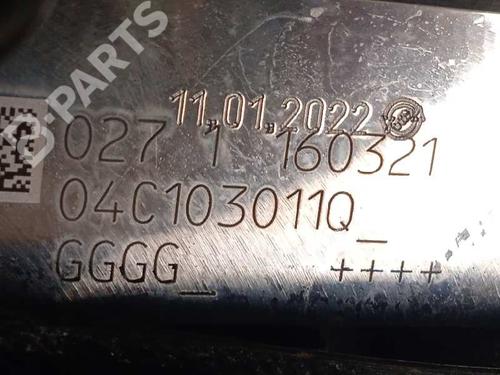 B-PARTS
11.01.2022
027 1 160321
04C103011Q_
GGGG_ ++++